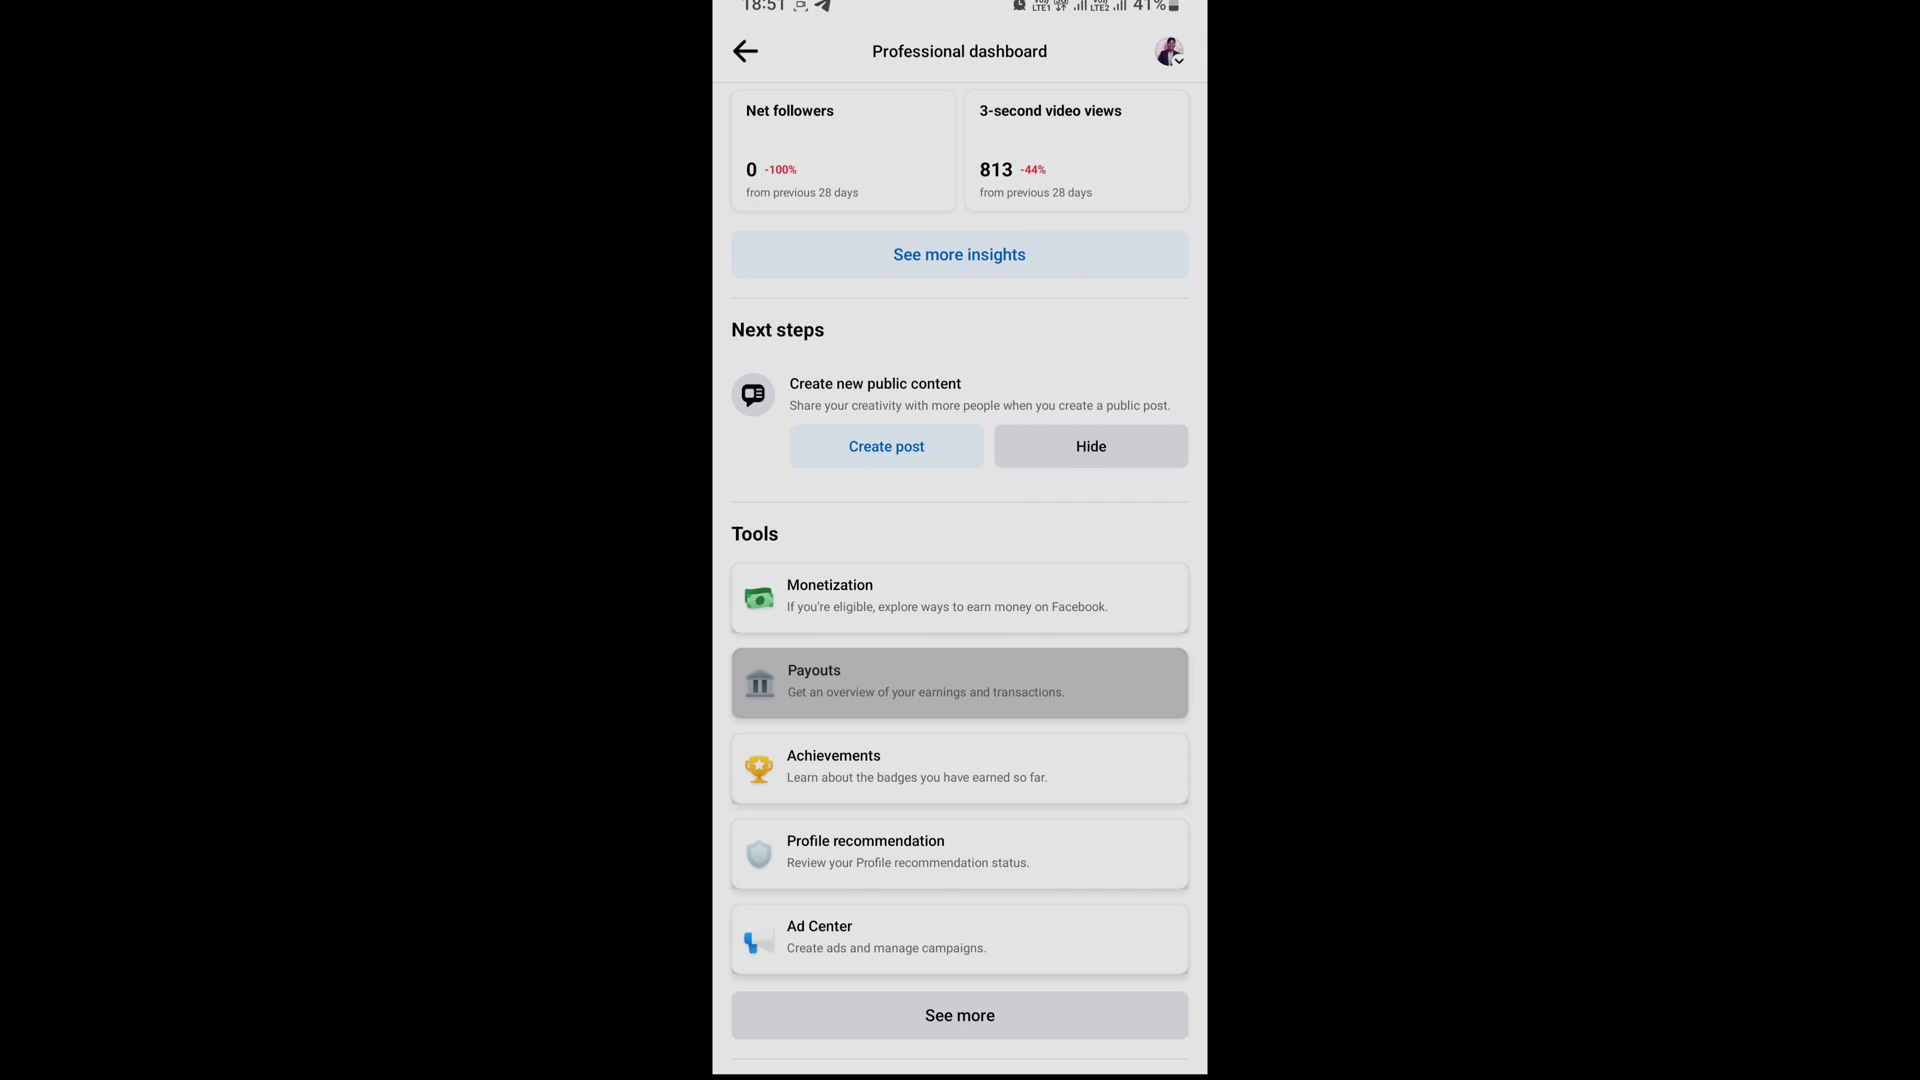 18:51 LTE1 LTE2 41%
Professional dashboard
Net followers
3-second video views
0 -100%
813 -44%
from previous 28 days
from previous 28 days
See more insights
Next steps
Create new public content
Share your creativity with more people when you create a public post.
Create post
Hide
Tools
Monetization
If you're eligible, explore ways to earn money on Facebook.
Payouts
Get an overview of your earnings and transactions.
Achievements
Learn about the badges you have earned so far.
Profile recommendation
Review your Profile recommendation status.
Ad Center
Create ads and manage campaigns.
See more